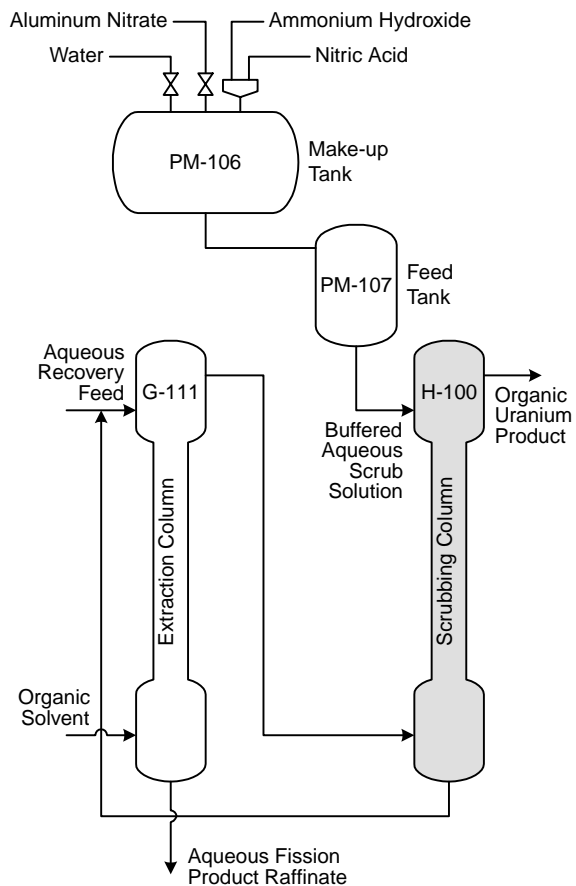 Aluminum Nitrate
Ammonium Hydroxide
Water
Nitric Acid
PM-106
Make-up
Tank
PM-107
Feed
Tank
Aqueous
Recovery
Feed
G-111
H-100
Organic
Uranium
Product
Buffered
Aqueous
Scrub
Solution
Extraction Column
Scrubbing Column
Organic
Solvent
Aqueous Fission
Product Raffinate